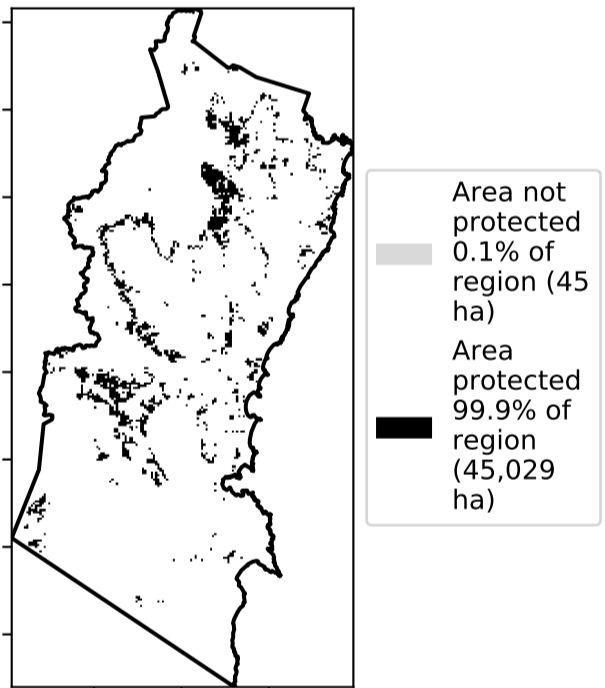 Area not
protected
0.1% of
region (45
ha)
Area
protected
99.9% of
region
(45,029
ha)